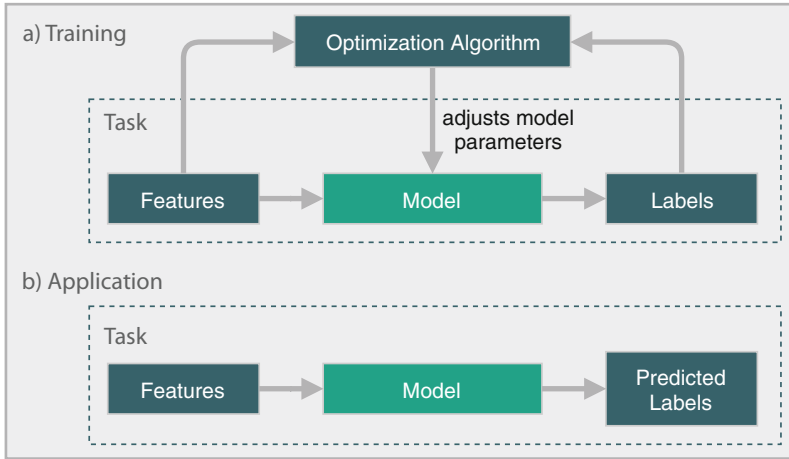 a) Training
Optimization Algorithm
Task
adjusts model
parameters
Features
Model
Labels
b) Application
Task
Features
Model
Predicted
Labels